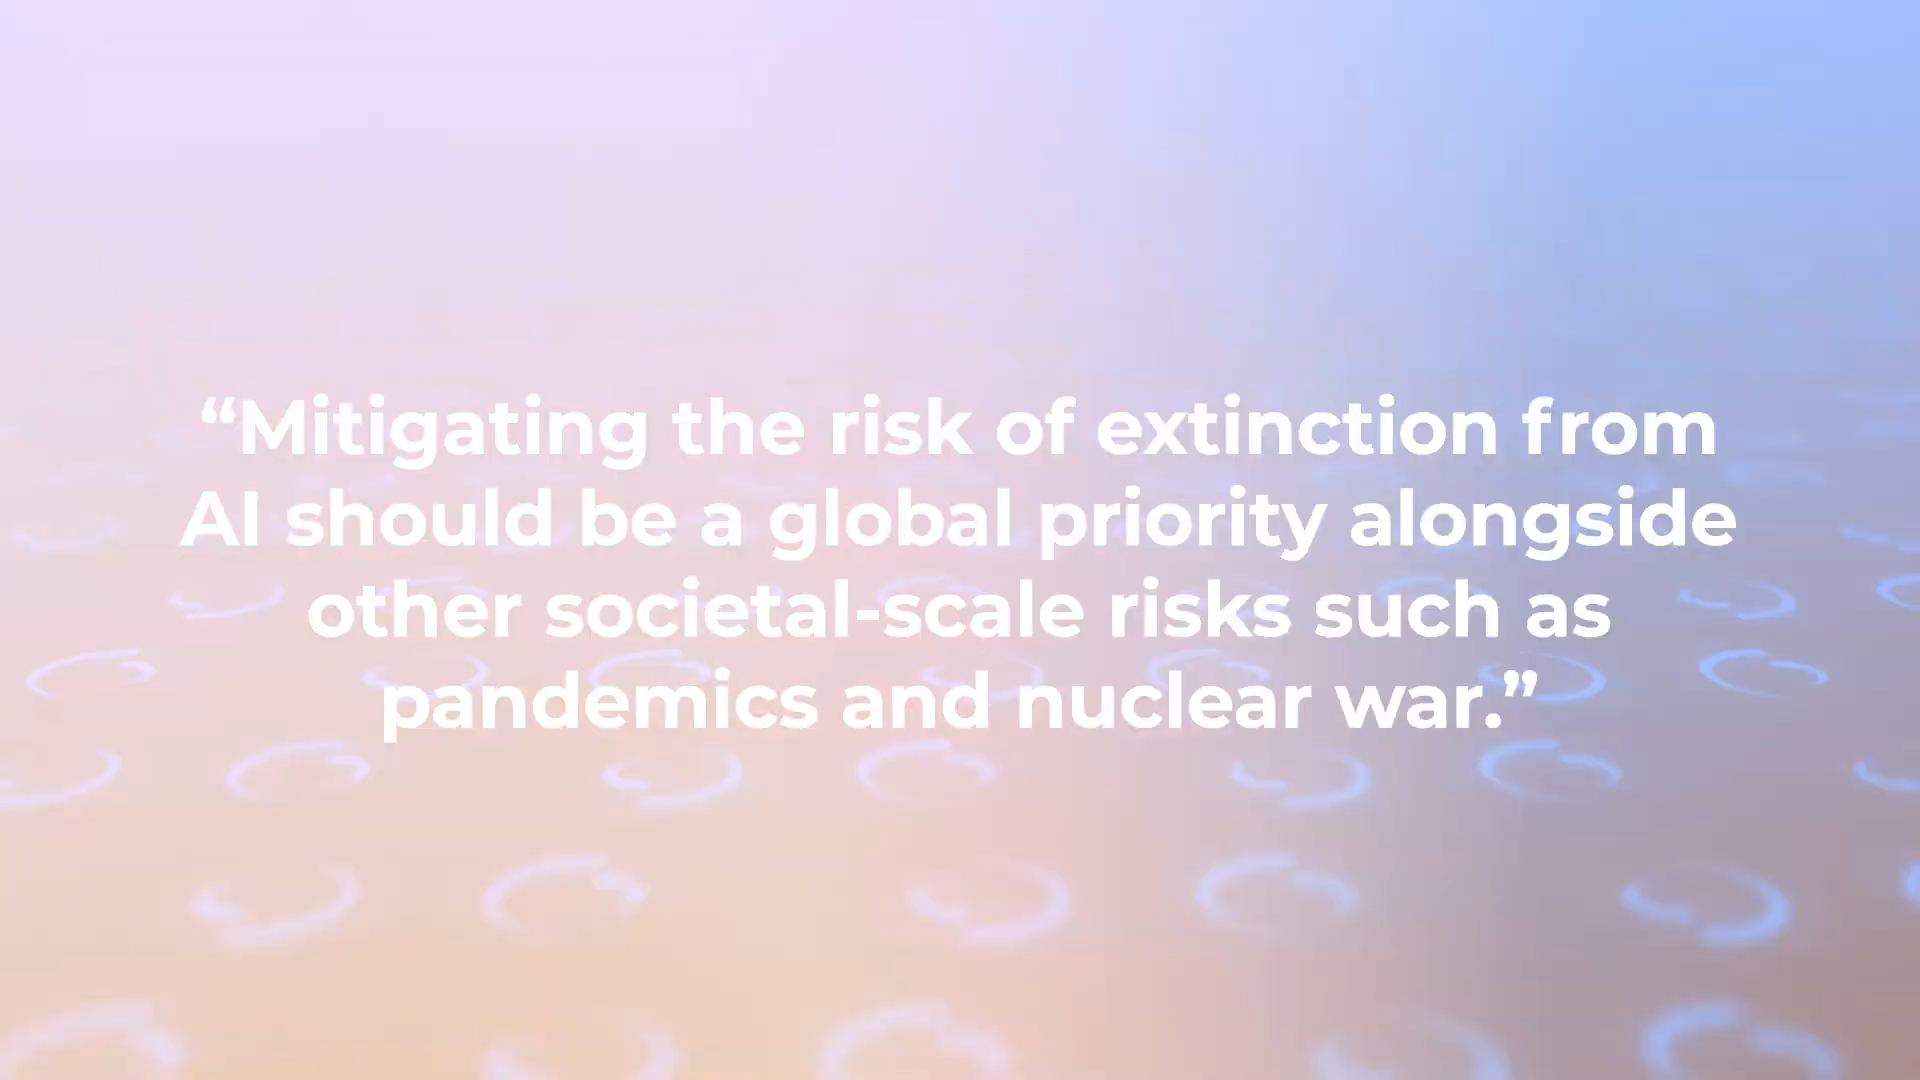 “Mitigating the risk of extinction from
AI should be a global priority alongside
other societal-scale risks such as
pandemics and nuclear war.”